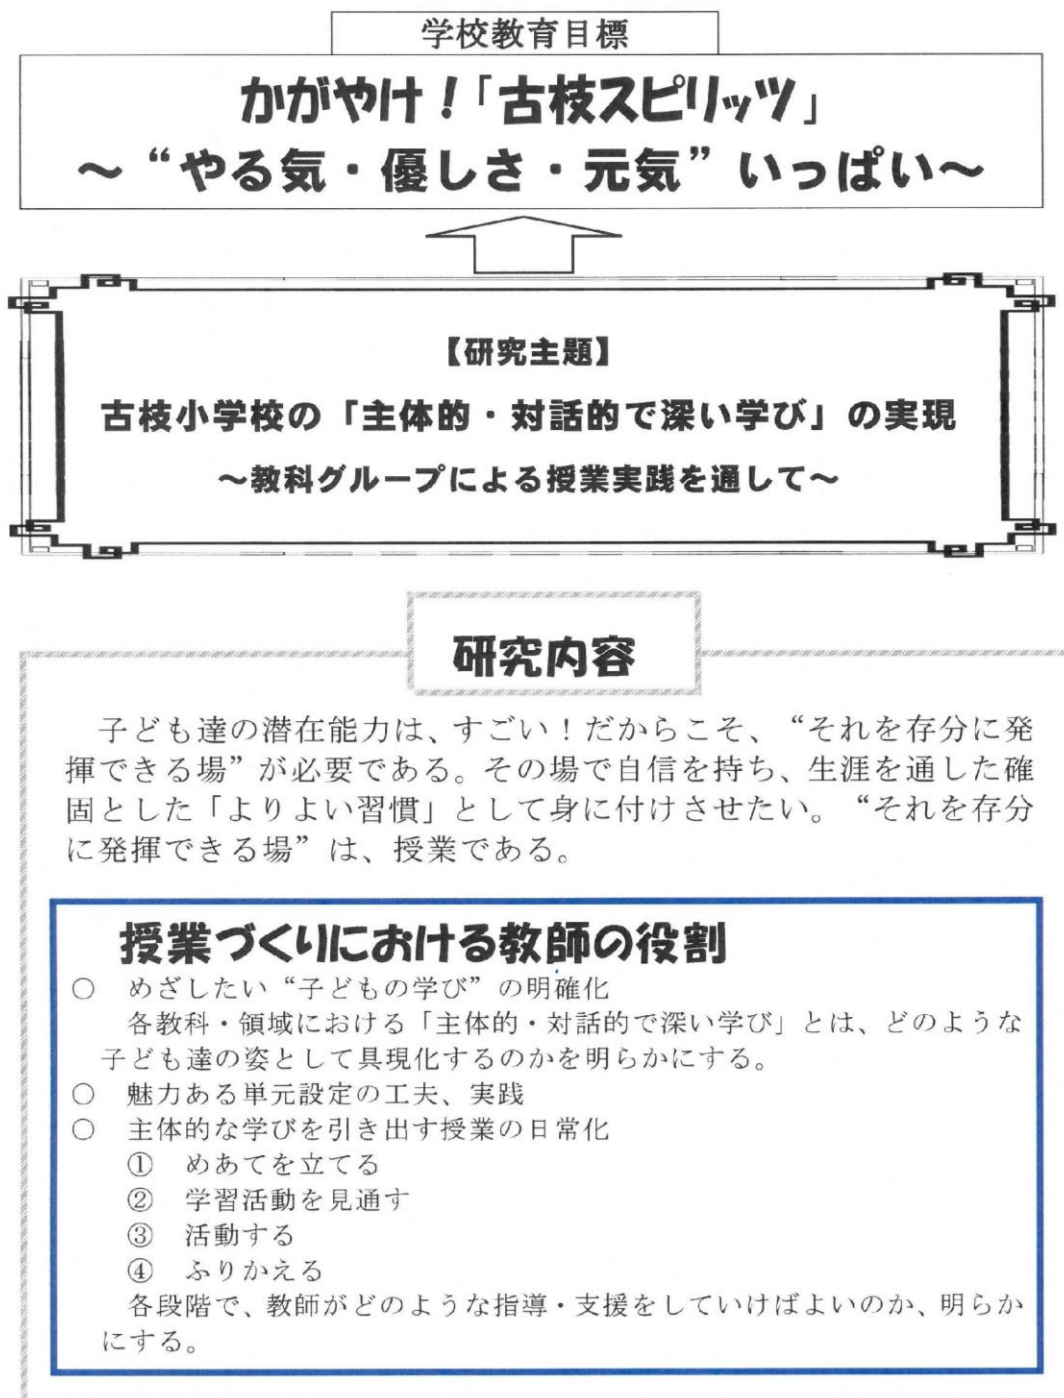 学校教育目標
かがやけ！「古枝スピリッツ」
～“やる気・優しさ・元気”いっぱい～
【研究主題】
古枝小学校の「主体的・対話的で深い学び」の実現
～教科グループによる授業実践を通して～
研究内容
子ども達の潜在能力は、すごい！だからこそ、“それを存分に発
揮できる場”が必要である。その場で自信を持ち、生涯を通した確
固とした「よりよい習慣」として身に付けさせたい。“それを存分
に発揮できる場”は、授業である。
授業づくりにおける教師の役割
○　めざしたい“子どもの学び”の明確化
各教科・領域における「主体的・対話的で深い学び」とは、どのような
子ども達の姿として具現化するのかを明らかにする。
○　魅力ある単元設定の工夫、実践
○　主体的な学びを引き出す授業の日常化
①　めあてを立てる
②　学習活動を見通す
③　活動する
④　ふりかえる
各段階で、教師がどのような指導・支援をしていけばよいのか、明らか
にする。